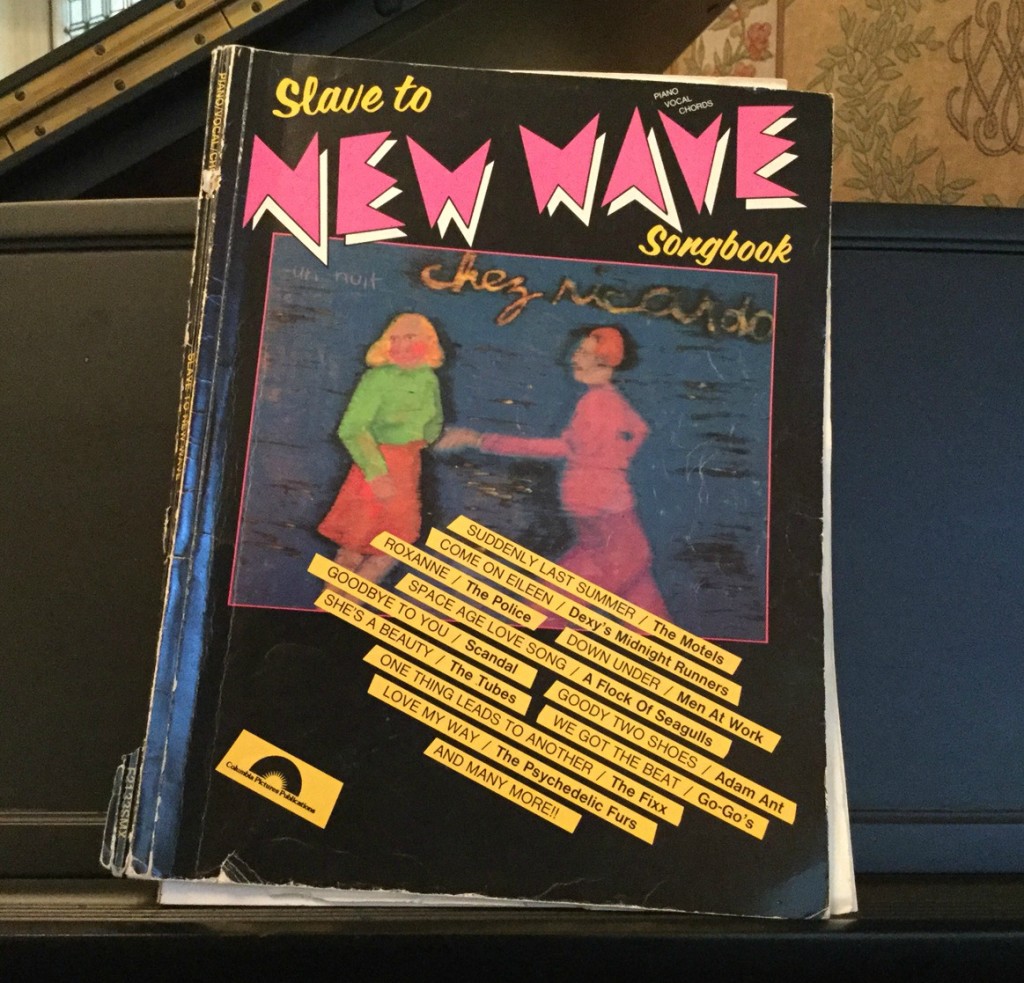 Slave to
NEW WAVE
Songbook
PIANO
VOCAL
CHORDS
un nuit
chez ricardo
SUDDENLY LAST SUMMER / The Motels
COME ON EILEEN / Dexy's Midnight Runners
ROXANNE / The Police
DOWN UNDER / Men At Work
SPACE AGE LOVE SONG / A Flock Of Seagulls
GOODBYE TO YOU / Scandal
GOODY TWO SHOES / Adam Ant
SHE'S A BEAUTY / The Tubes
WE GOT THE BEAT / Go-Go's
ONE THING LEADS TO ANOTHER / The Fixx
LOVE MY WAY / The Psychedelic Furs
AND MANY MORE!!
Columbia Pictures Publications
PIANO/VOCAL/CH
SLAVE TO NEW WAVE